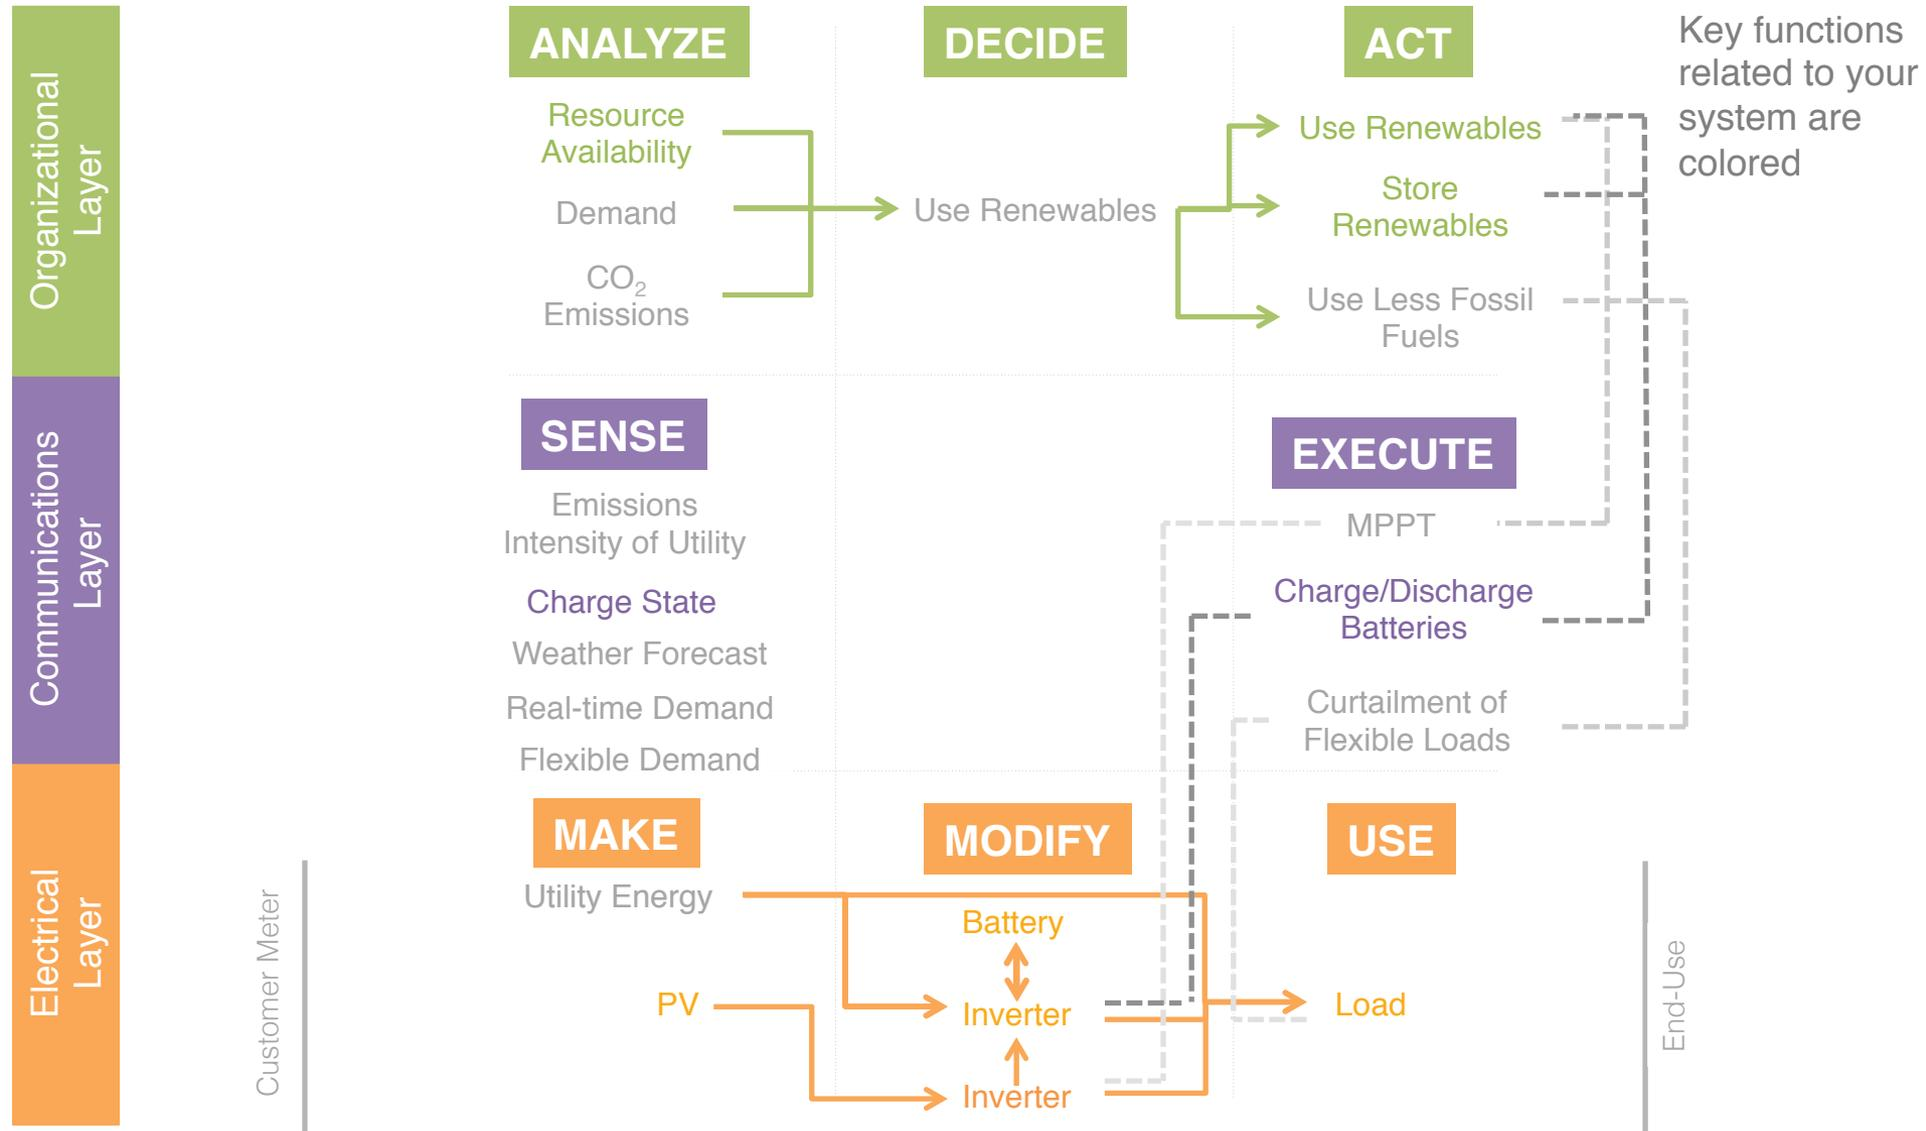 Organizational
Layer
ANALYZE
DECIDE
ACT
Key functions
related to your
system are
colored
Resource
Availability
Demand
CO2
Emissions
Use Renewables
Use Renewables
Store
Renewables
Use Less Fossil
Fuels
Communications
Layer
SENSE
EXECUTE
Emissions
Intensity of Utility
Charge State
Weather Forecast
Real-time Demand
Flexible Demand
MPPT
Charge/Discharge
Batteries
Curtailment of
Flexible Loads
Electrical
Layer
Customer Meter
MAKE
MODIFY
USE
Utility Energy
Battery
PV
Inverter
Load
Inverter
End-Use